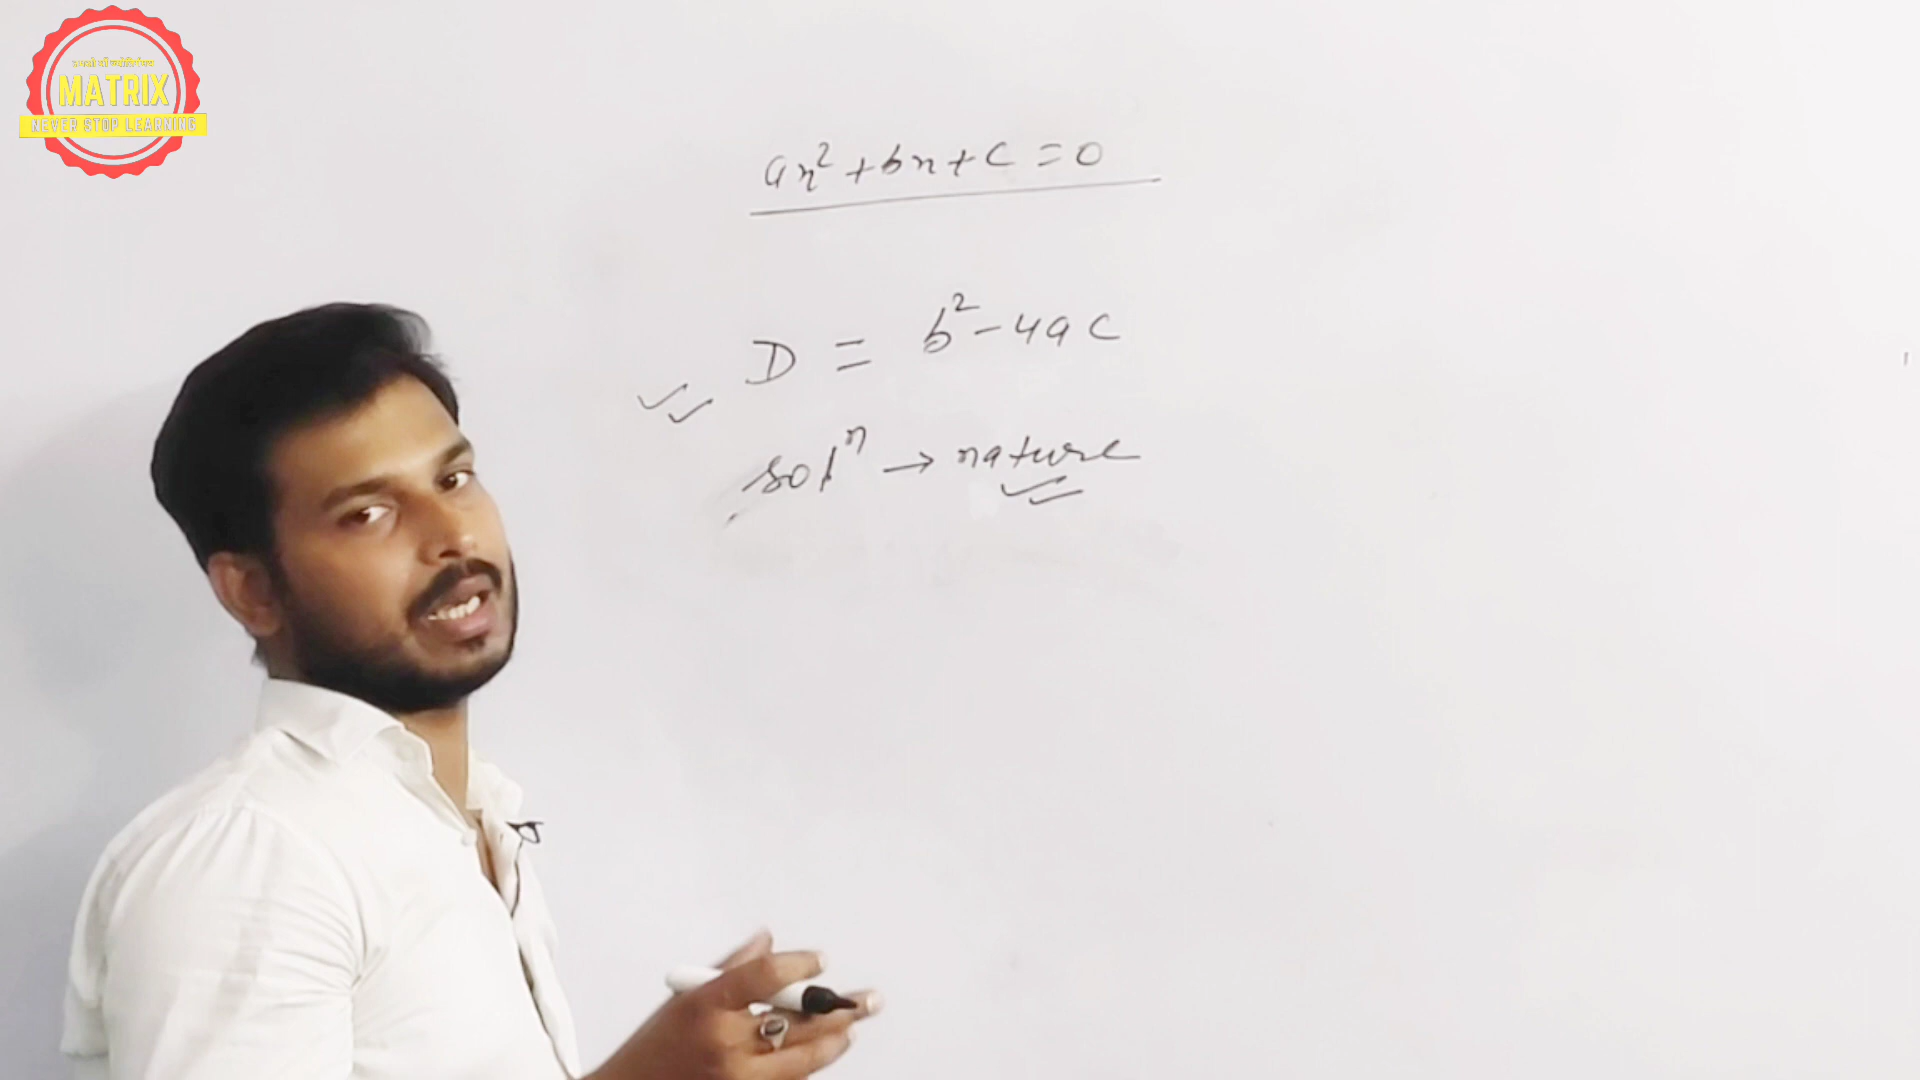 MATRIX
NEVER STOP LEARNING
ax² + bx + c = 0
D = b² - 4ac
solⁿ → nature